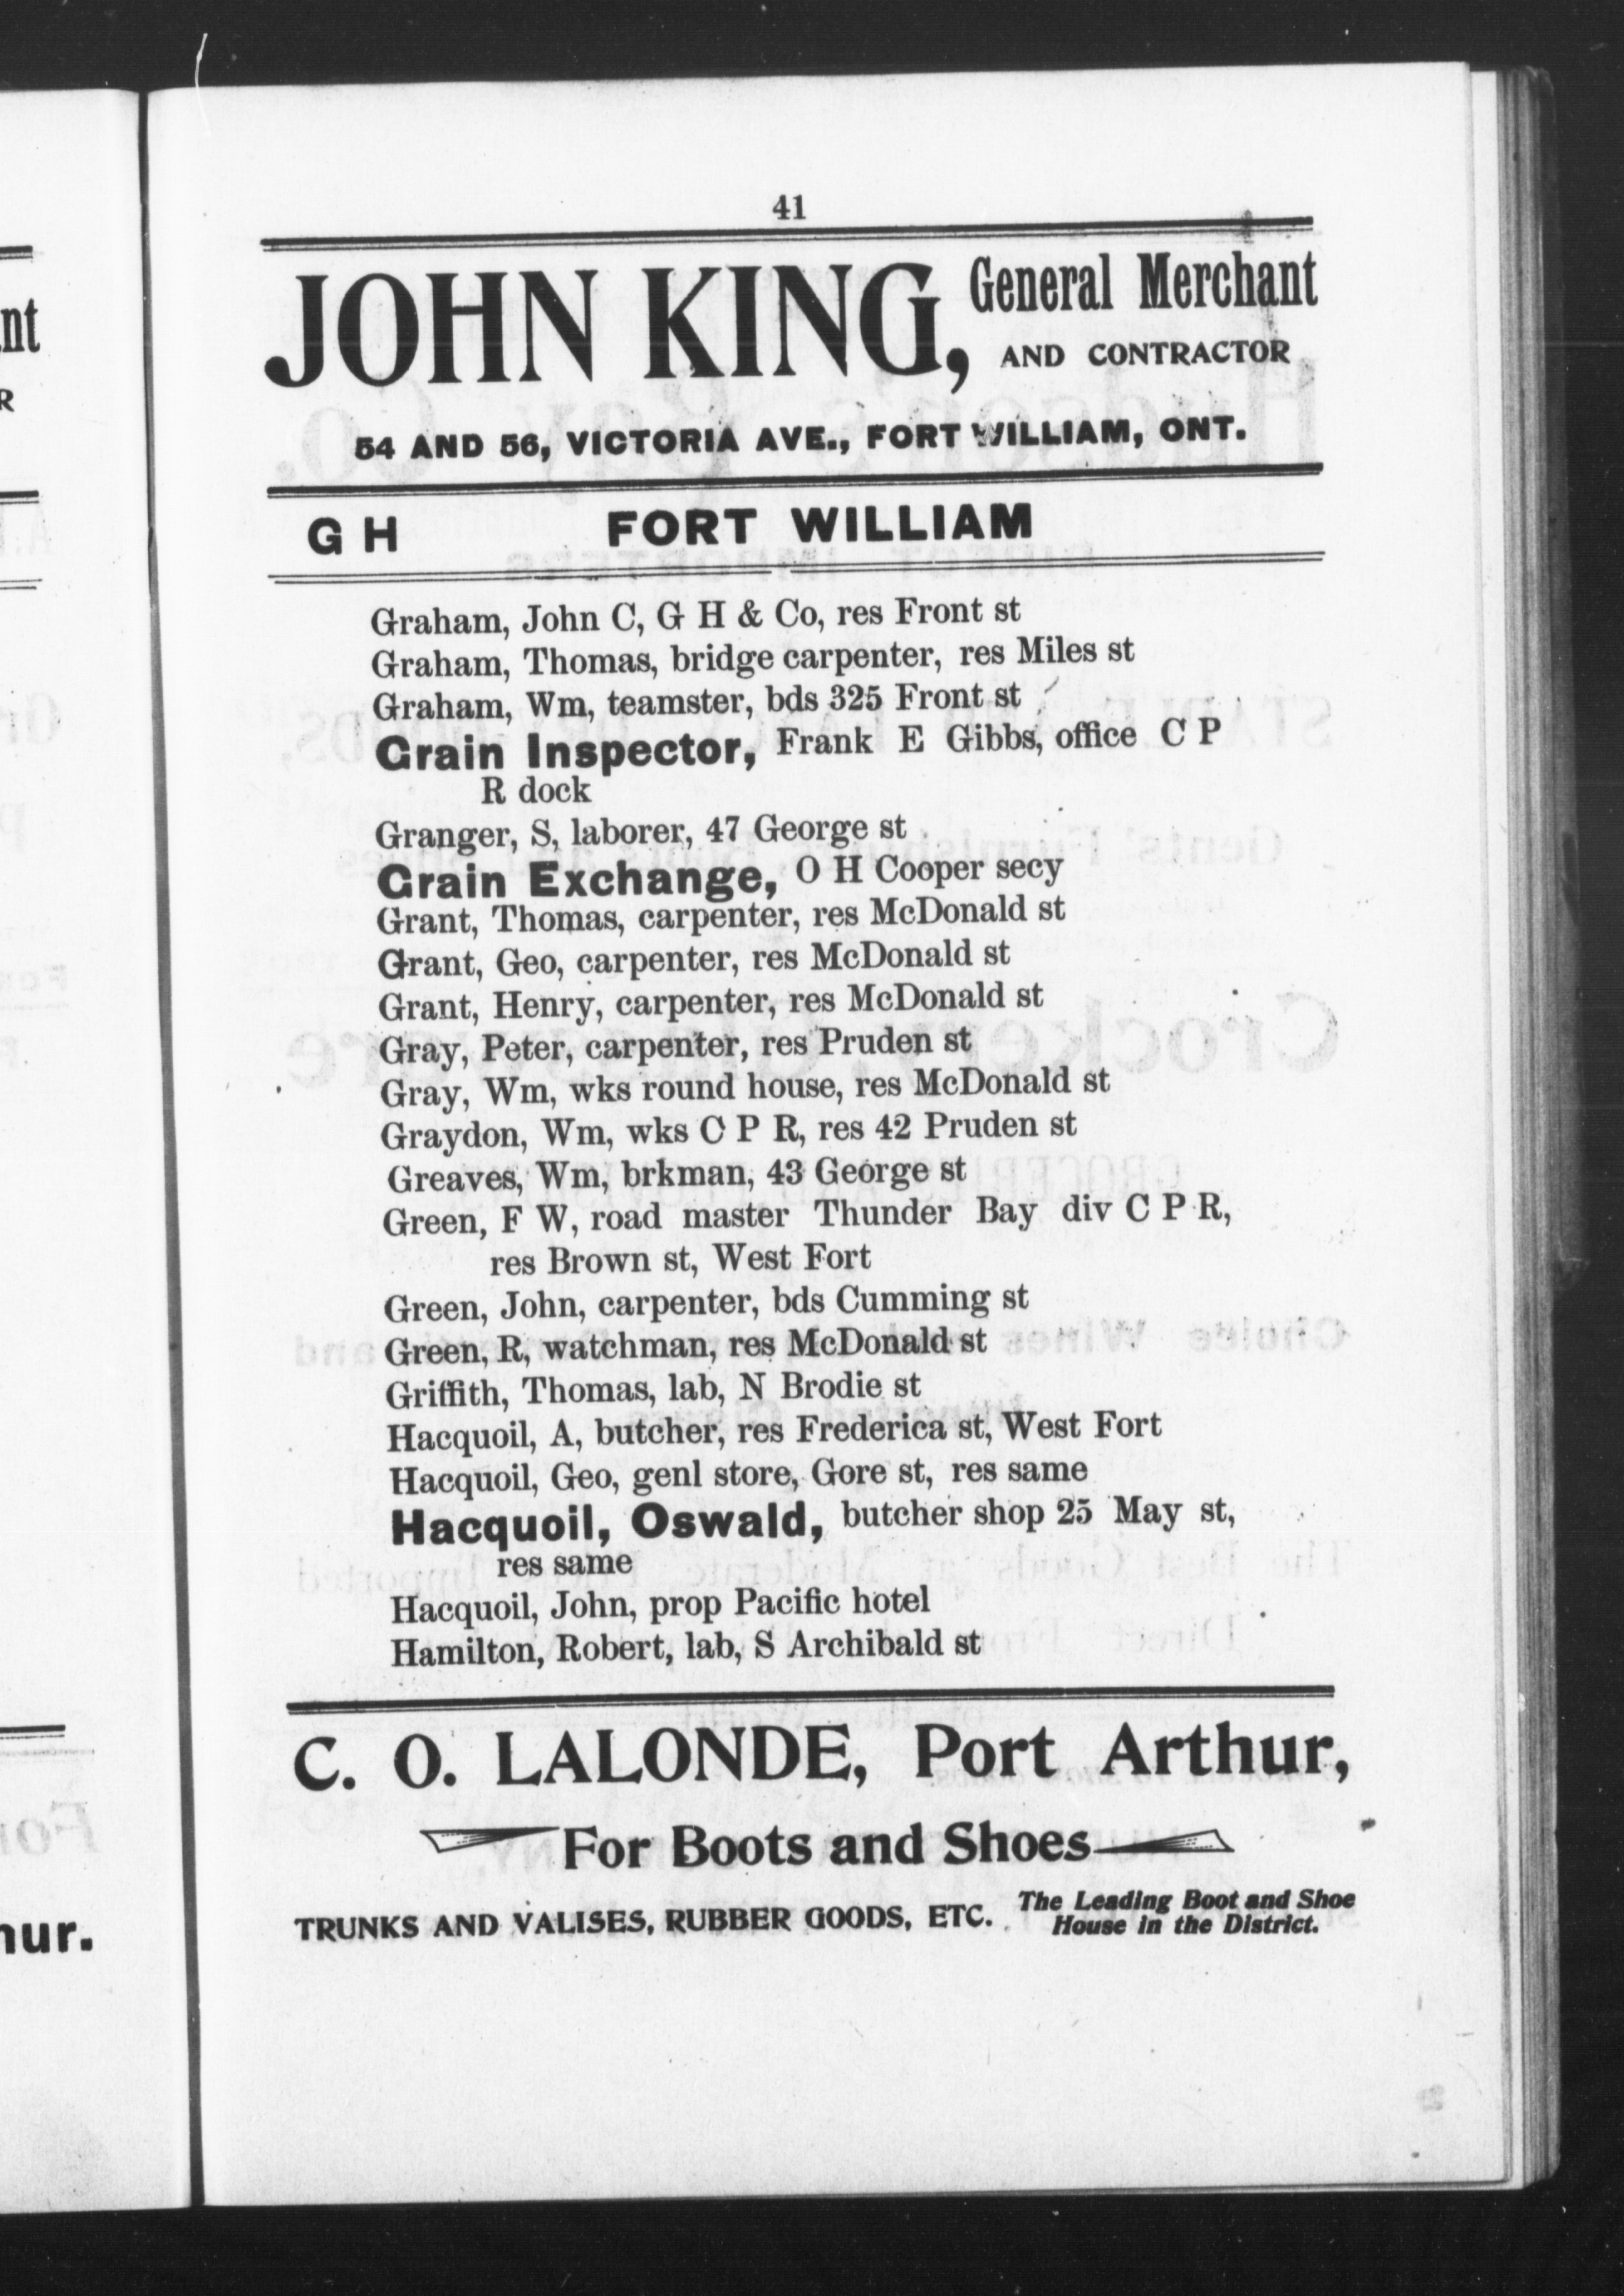 41
JOHN KING, General Merchant
AND CONTRACTOR
54 AND 56, VICTORIA AVE., FORT WILLIAM, ONT.
G H FORT WILLIAM
Graham, John C, G H & Co, res Front st
Graham, Thomas, bridge carpenter, res Miles st
Graham, Wm, teamster, bds 325 Front st
Grain Inspector, Frank E Gibbs, office C P
R dock
Granger, S, laborer, 47 George st
Grain Exchange, O H Cooper secy
Grant, Thomas, carpenter, res McDonald st
Grant, Geo, carpenter, res McDonald st
Grant, Henry, carpenter, res McDonald st
Gray, Peter, carpenter, res Pruden st
Gray, Wm, wks round house, res McDonald st
Graydon, Wm, wks C P R, res 42 Pruden st
Greaves, Wm, brkman, 43 George st
Green, F W, road master Thunder Bay div C P R,
res Brown st, West Fort
Green, John, carpenter, bds Cumming st
Green, R, watchman, res McDonald st
Griffith, Thomas, lab, N Brodie st
Hacquoil, A, butcher, res Frederica st, West Fort
Hacquoil, Geo, genl store, Gore st, res same
Hacquoil, Oswald, butcher shop 25 May st,
res same
Hacquoil, John, prop Pacific hotel
Hamilton, Robert, lab, S Archibald st
C. O. LALONDE, Port Arthur,
For Boots and Shoes
TRUNKS AND VALISES, RUBBER GOODS, ETC. The Leading Boot and Shoe
House in the District.